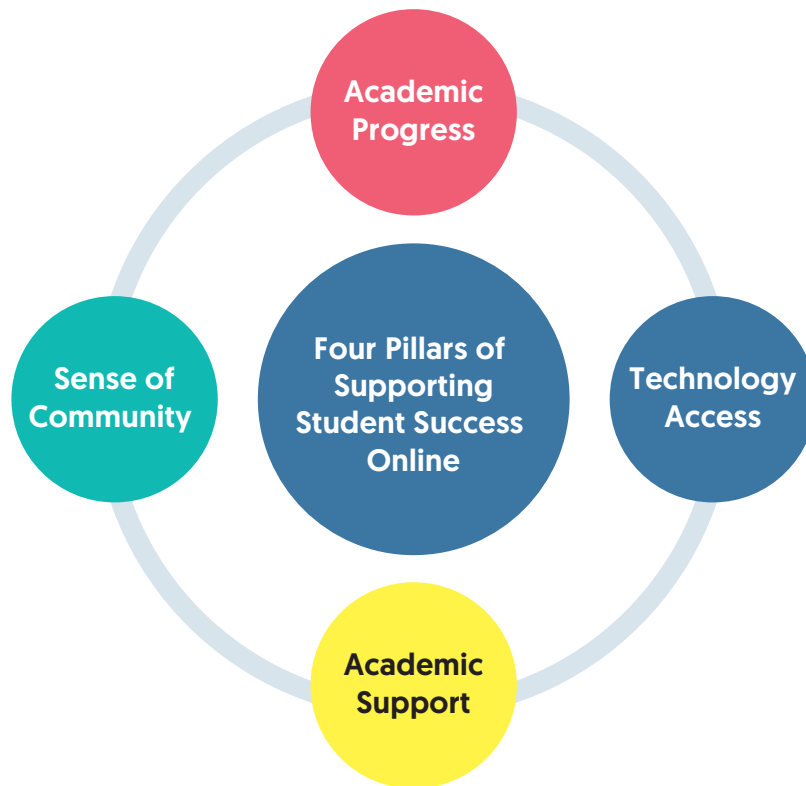 Academic
Progress
Sense of
Community
Four Pillars of
Supporting
Student Success
Online
Technology
Access
Academic
Support